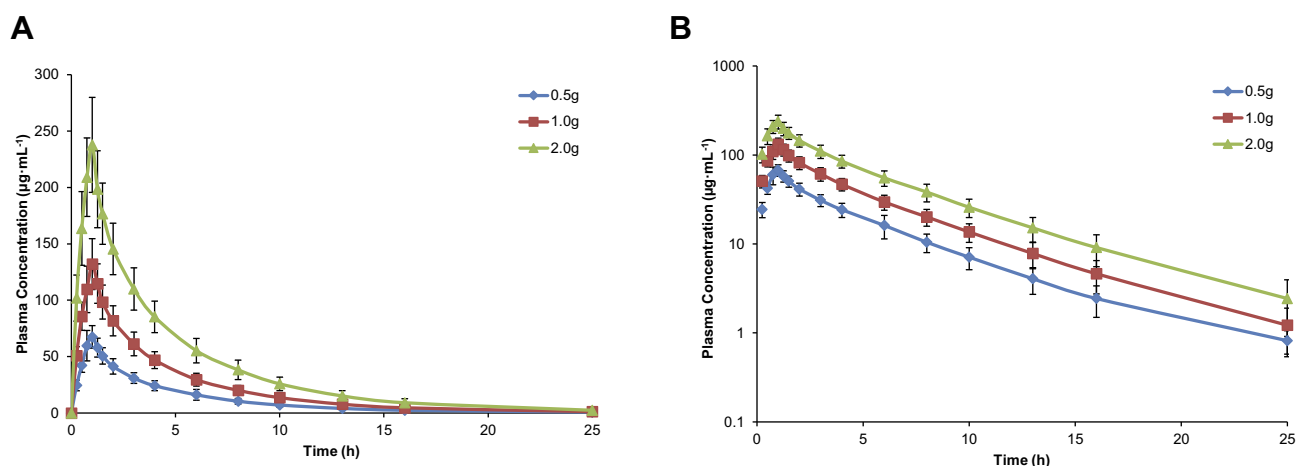 A
B
Plasma Concentration (µg·mL⁻¹)
300
250
200
150
100
50
0
0 5 10 15 20 25
Time (h)
0.5g
1.0g
2.0g
Plasma Concentration (µg·mL⁻¹)
1000
100
10
1
0.1
0 5 10 15 20 25
Time (h)
0.5g
1.0g
2.0g